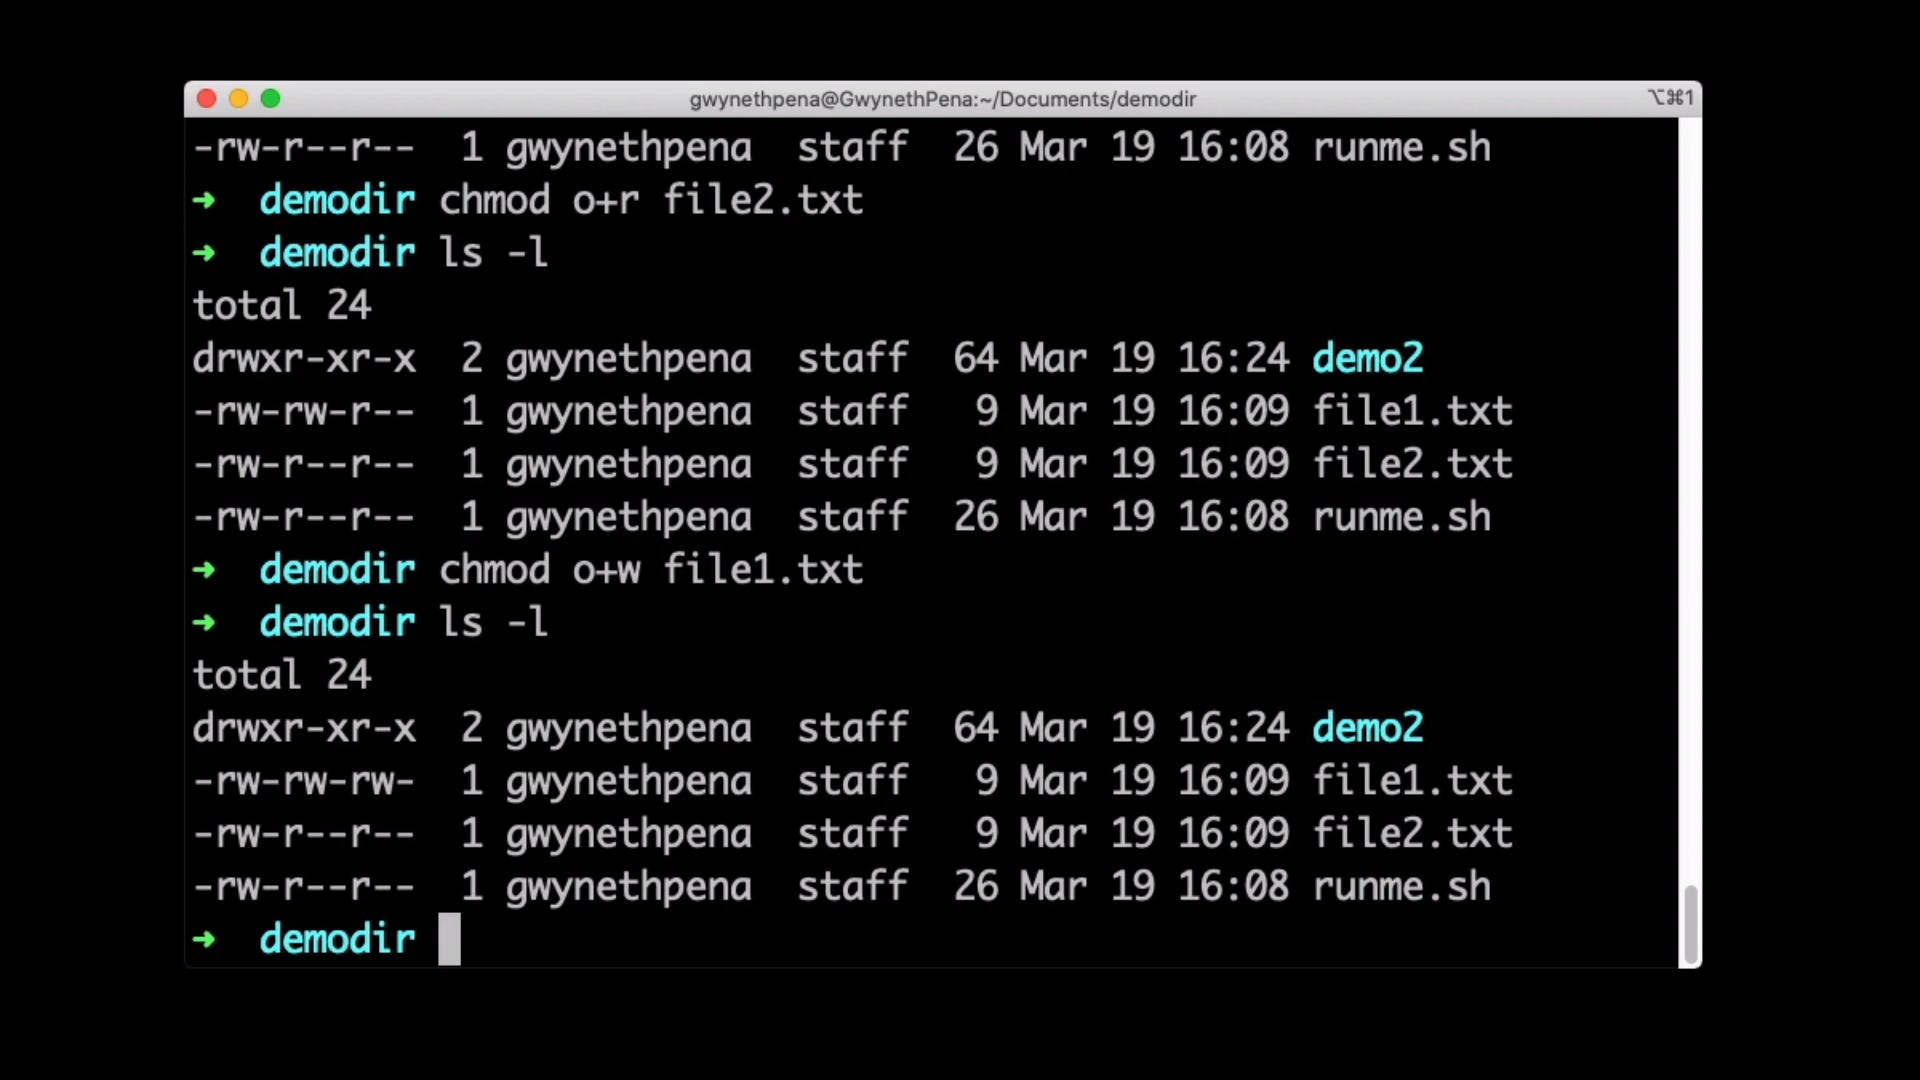 gwynethpena@GwynethPena:~/Documents/demodir
⌥⌘1
-rw-r--r--  1 gwynethpena  staff  26 Mar 19 16:08 runme.sh
➜  demodir chmod o+r file2.txt
➜  demodir ls -l
total 24
drwxr-xr-x  2 gwynethpena  staff  64 Mar 19 16:24 demo2
-rw-rw-r--  1 gwynethpena  staff   9 Mar 19 16:09 file1.txt
-rw-r--r--  1 gwynethpena  staff   9 Mar 19 16:09 file2.txt
-rw-r--r--  1 gwynethpena  staff  26 Mar 19 16:08 runme.sh
➜  demodir chmod o+w file1.txt
➜  demodir ls -l
total 24
drwxr-xr-x  2 gwynethpena  staff  64 Mar 19 16:24 demo2
-rw-rw-rw-  1 gwynethpena  staff   9 Mar 19 16:09 file1.txt
-rw-r--r--  1 gwynethpena  staff   9 Mar 19 16:09 file2.txt
-rw-r--r--  1 gwynethpena  staff  26 Mar 19 16:08 runme.sh
➜  demodir